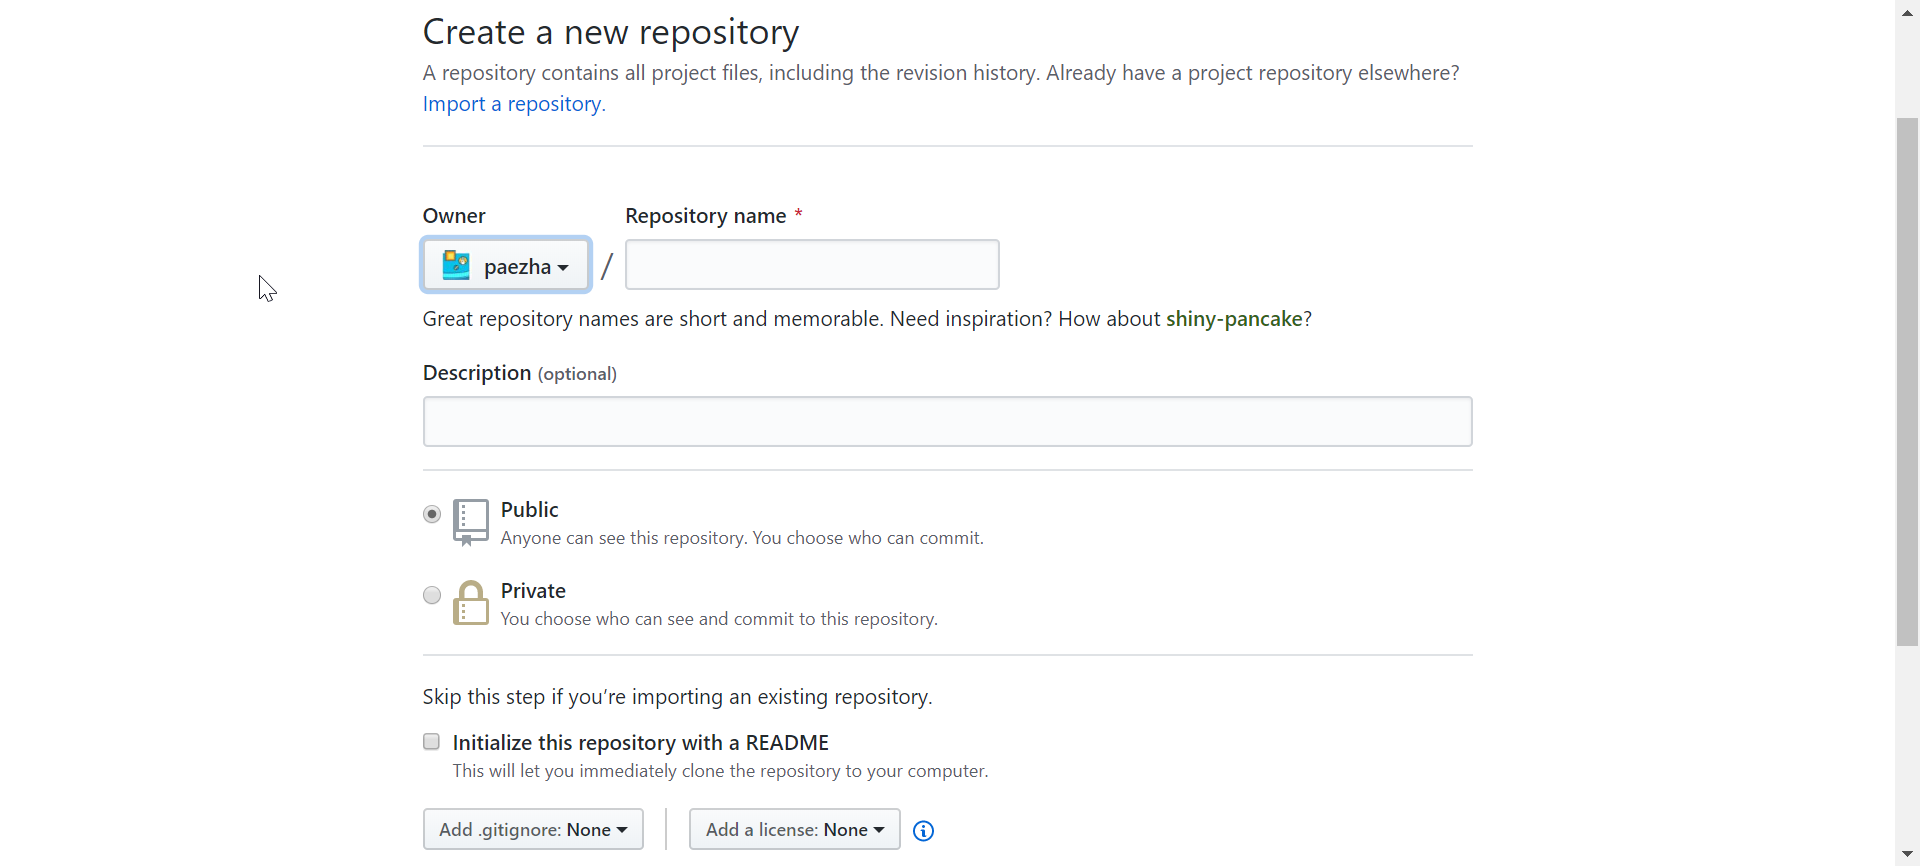 Create a new repository
A repository contains all project files, including the revision history. Already have a project repository elsewhere?
Import a repository.
Owner
Repository name *
paezha
/
Great repository names are short and memorable. Need inspiration? How about shiny-pancake?
Description (optional)
Public
Anyone can see this repository. You choose who can commit.
Private
You choose who can see and commit to this repository.
Skip this step if you’re importing an existing repository.
Initialize this repository with a README
This will let you immediately clone the repository to your computer.
Add .gitignore: None
Add a license: None